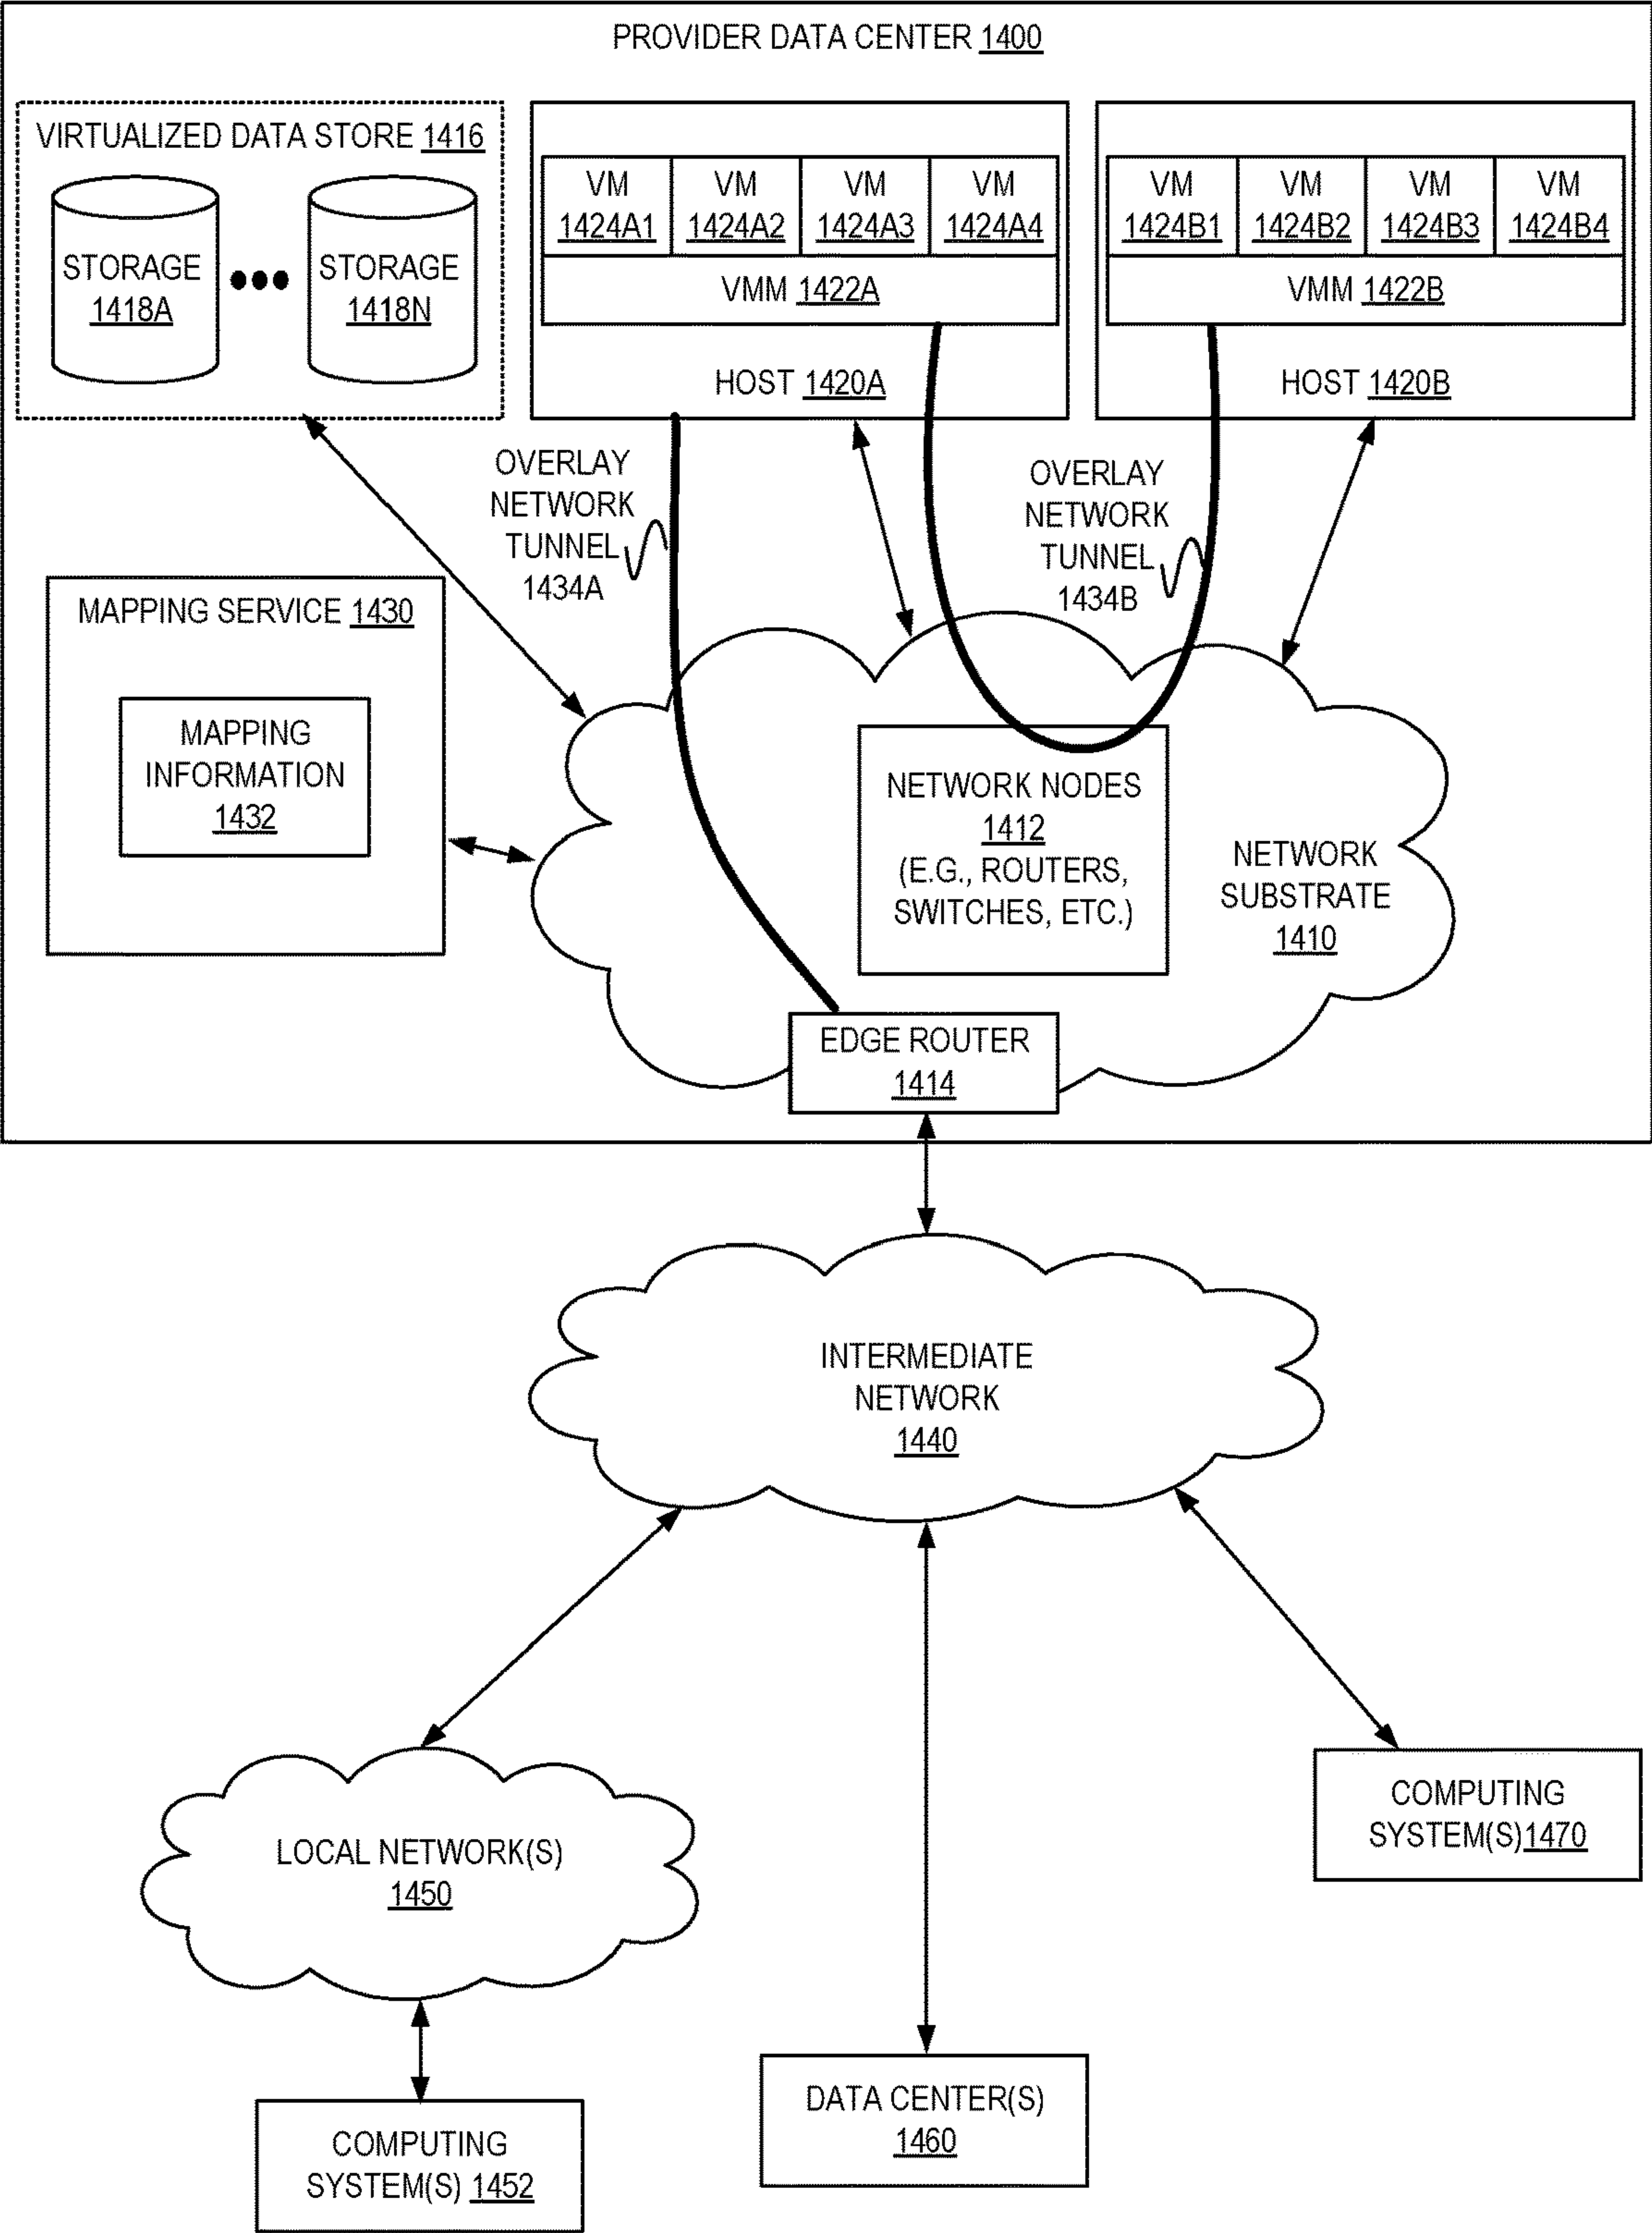 PROVIDER DATA CENTER 1400
VIRTUALIZED DATA STORE 1416
STORAGE
1418A
STORAGE
1418N
VM
1424A1
VM
1424A2
VM
1424A3
VM
1424A4
VMM 1422A
HOST 1420A
VM
1424B1
VM
1424B2
VM
1424B3
VM
1424B4
VMM 1422B
HOST 1420B
OVERLAY
NETWORK
TUNNEL
1434A
OVERLAY
NETWORK
TUNNEL
1434B
MAPPING SERVICE 1430
MAPPING
INFORMATION
1432
NETWORK NODES
1412
(E.G., ROUTERS,
SWITCHES, ETC.)
NETWORK
SUBSTRATE
1410
EDGE ROUTER
1414
INTERMEDIATE
NETWORK
1440
LOCAL NETWORK(S)
1450
COMPUTING
SYSTEM(S)1470
COMPUTING
SYSTEM(S) 1452
DATA CENTER(S)
1460